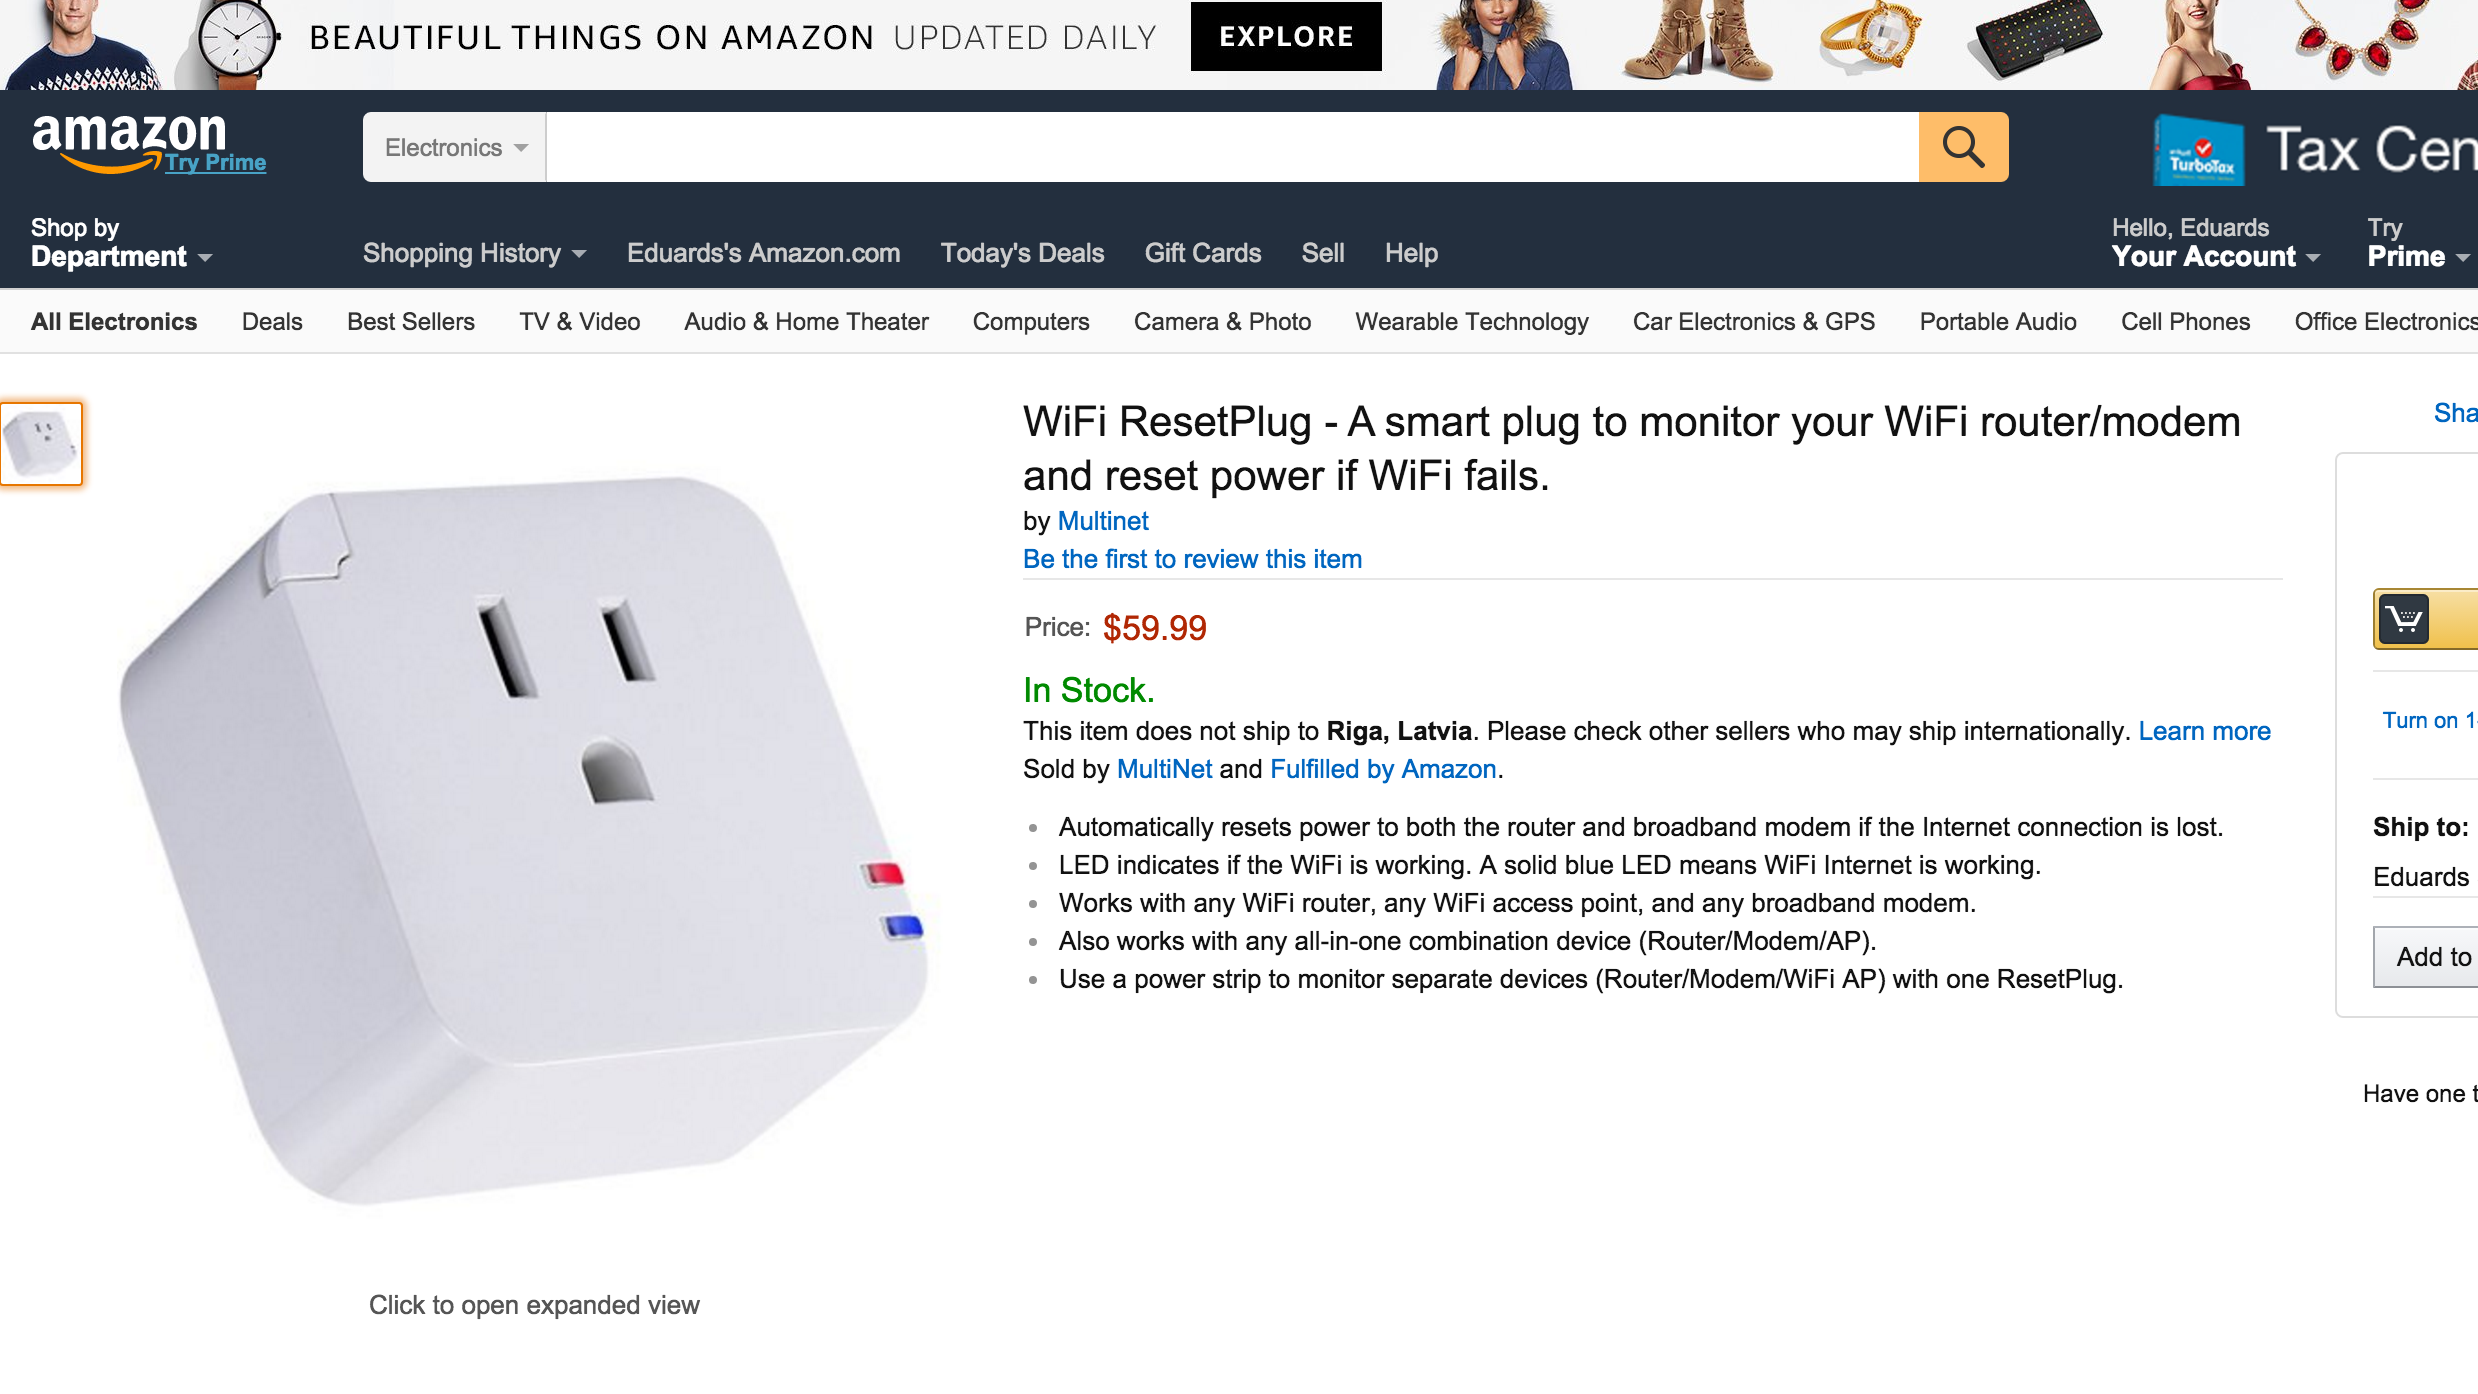 BEAUTIFUL THINGS ON AMAZON UPDATED DAILY EXPLORE
amazon
Try Prime
Electronics
TurboTax
Tax Cen
Shop by
Department
Shopping History
Eduards's Amazon.com
Today's Deals
Gift Cards
Sell
Help
Hello, Eduards
Your Account
Try
Prime
All Electronics
Deals
Best Sellers
TV & Video
Audio & Home Theater
Computers
Camera & Photo
Wearable Technology
Car Electronics & GPS
Portable Audio
Cell Phones
Office Electronics
WiFi ResetPlug - A smart plug to monitor your WiFi router/modem
and reset power if WiFi fails.
by Multinet
Be the first to review this item
Price: $59.99
In Stock.
This item does not ship to Riga, Latvia. Please check other sellers who may ship internationally. Learn more
Sold by MultiNet and Fulfilled by Amazon.
Automatically resets power to both the router and broadband modem if the Internet connection is lost.
LED indicates if the WiFi is working. A solid blue LED means WiFi Internet is working.
Works with any WiFi router, any WiFi access point, and any broadband modem.
Also works with any all-in-one combination device (Router/Modem/AP).
Use a power strip to monitor separate devices (Router/Modem/WiFi AP) with one ResetPlug.
Click to open expanded view
Sha
Turn on 1
Ship to:
Eduards
Add to
Have one t